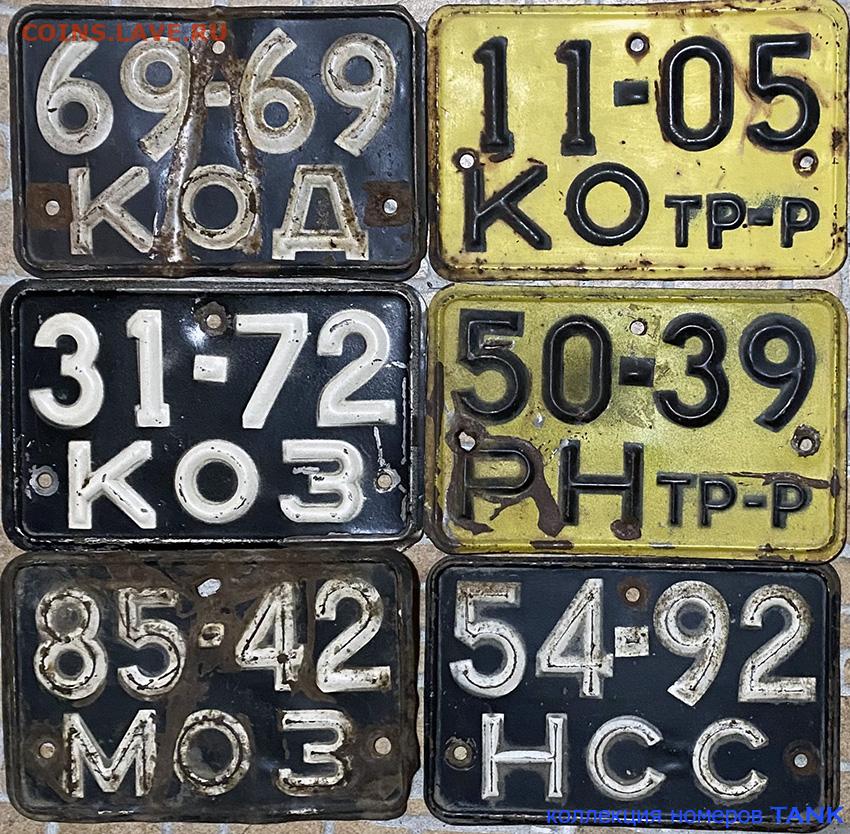 COINS.LAVE.RU
69-69
КОД
11-05
КО ТР-Р
31-72
КОЗ
50-39
РН ТР-Р
85-42
МОЗ
54-92
НСС
коллекция номеров TANK